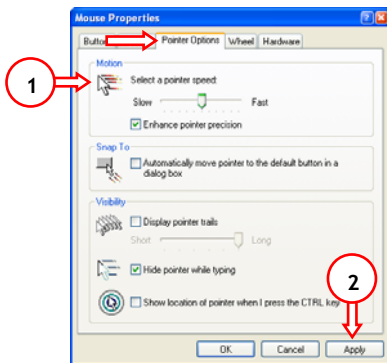 Mouse Properties
Button Pointer Options Wheel Hardware
Motion
1
Select a pointer speed:
Slow Fast
Enhance pointer precision
Snap To
Automatically move pointer to the default button in a
dialog box
Visibility
Display pointer trails
Short Long
Hide pointer while typing
2
Show location of pointer when I press the CTRL key
OK Cancel Apply